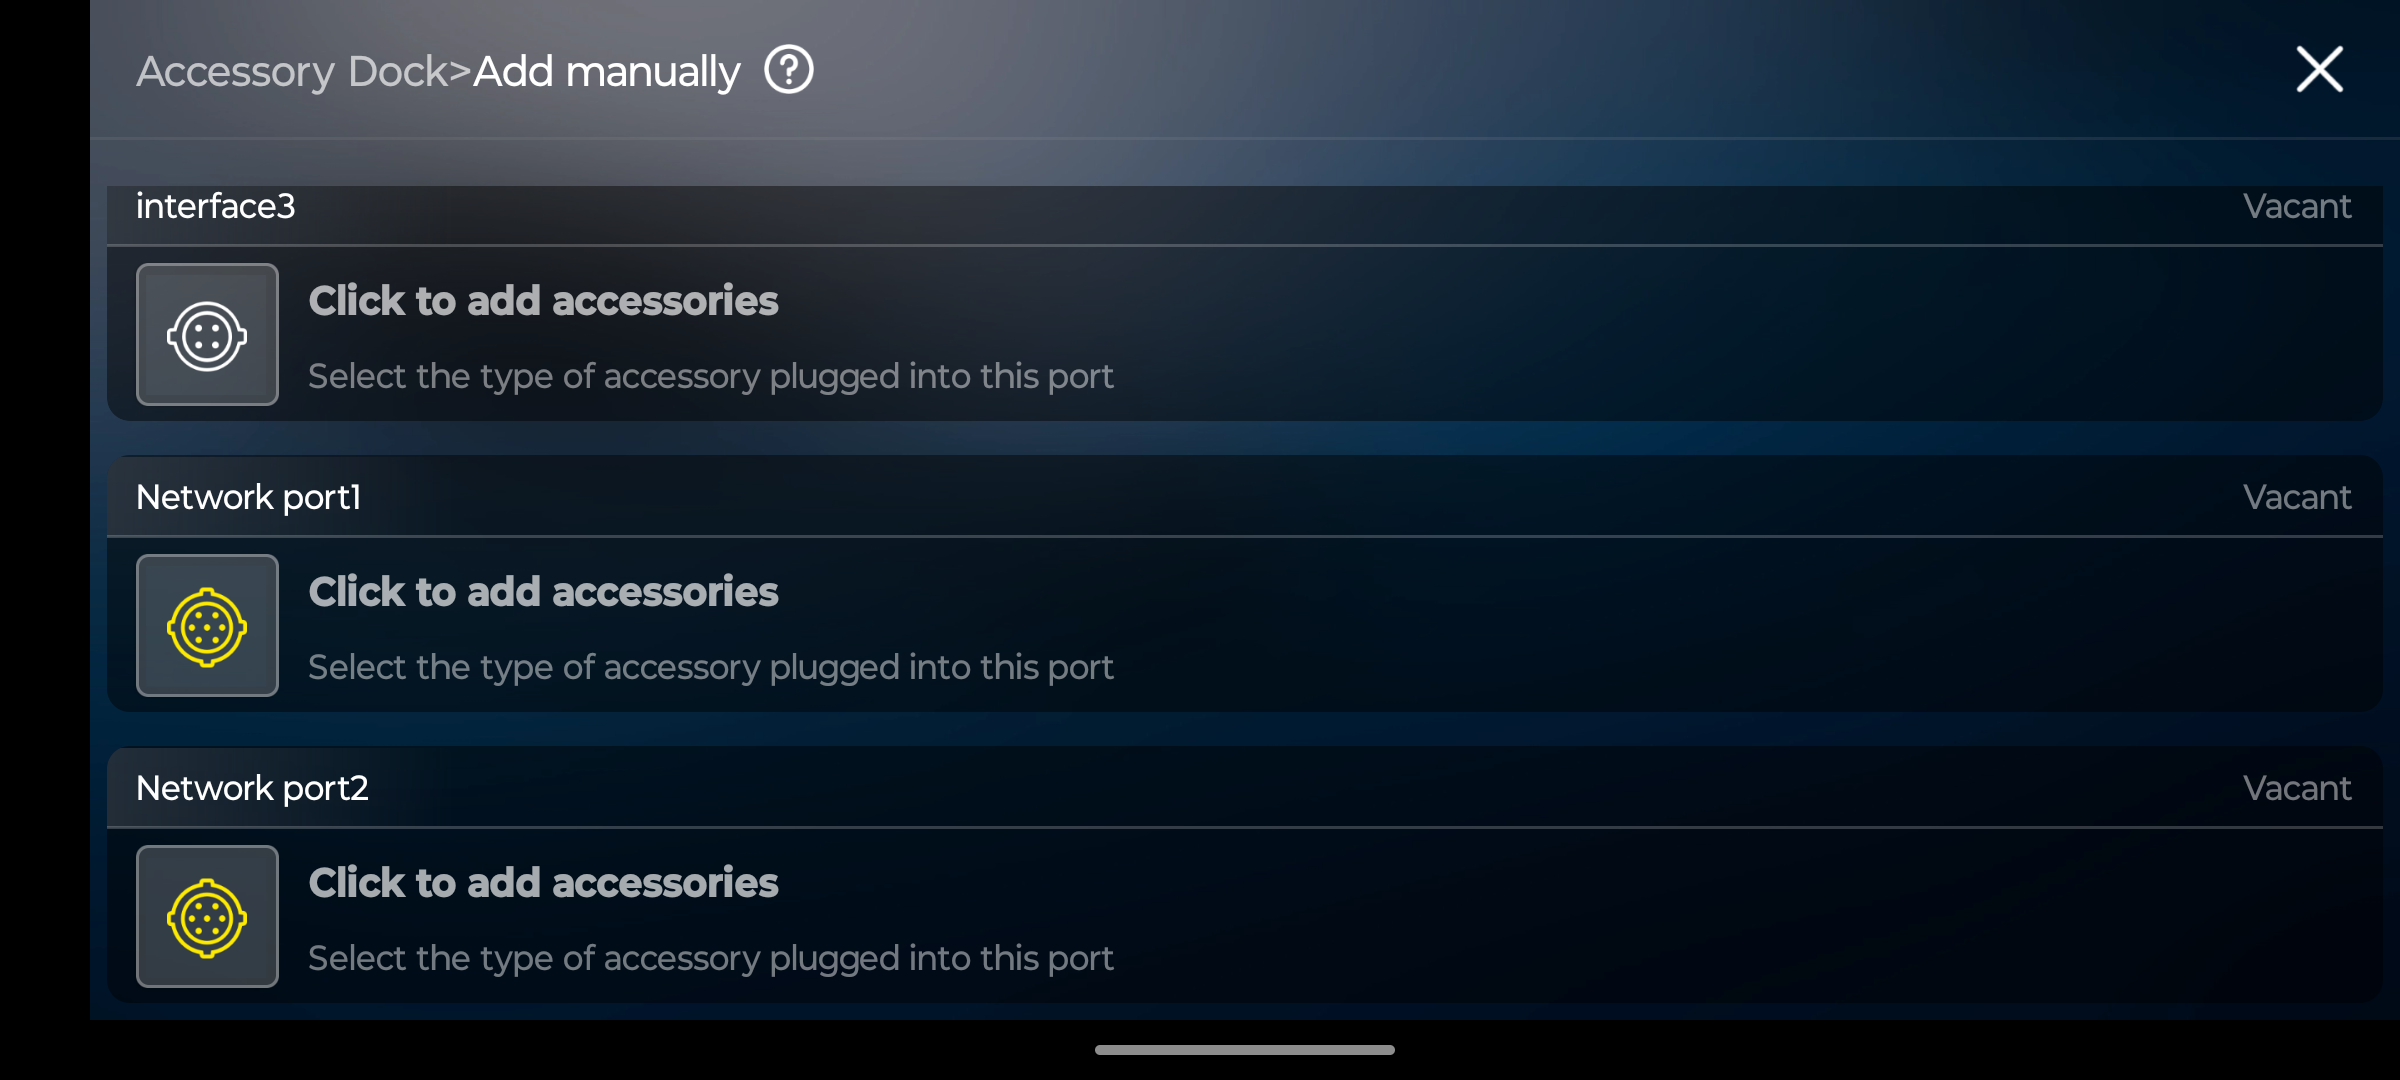 Accessory Dock>Add manually ?
interface3 Vacant
Click to add accessories
Select the type of accessory plugged into this port
Network port1 Vacant
Click to add accessories
Select the type of accessory plugged into this port
Network port2 Vacant
Click to add accessories
Select the type of accessory plugged into this port